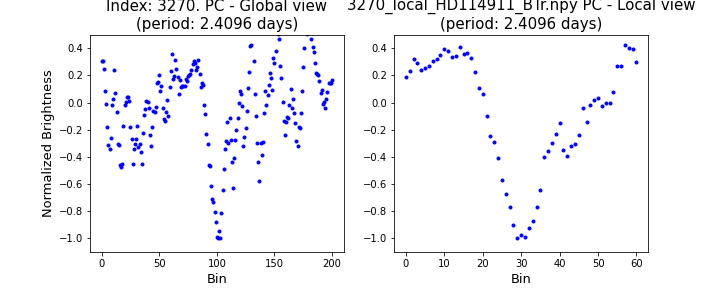 Index: 3270. PC - Global view
(period: 2.4096 days)
3270_local_HD114911_BTfr.npy PC - Local view
(period: 2.4096 days)
Normalized Brightness
0.4
0.2
0.0
−0.2
−0.4
−0.6
−0.8
−1.0
0 50 100 150 200
Bin
0.4
0.2
0.0
−0.2
−0.4
−0.6
−0.8
−1.0
0 10 20 30 40 50 60
Bin